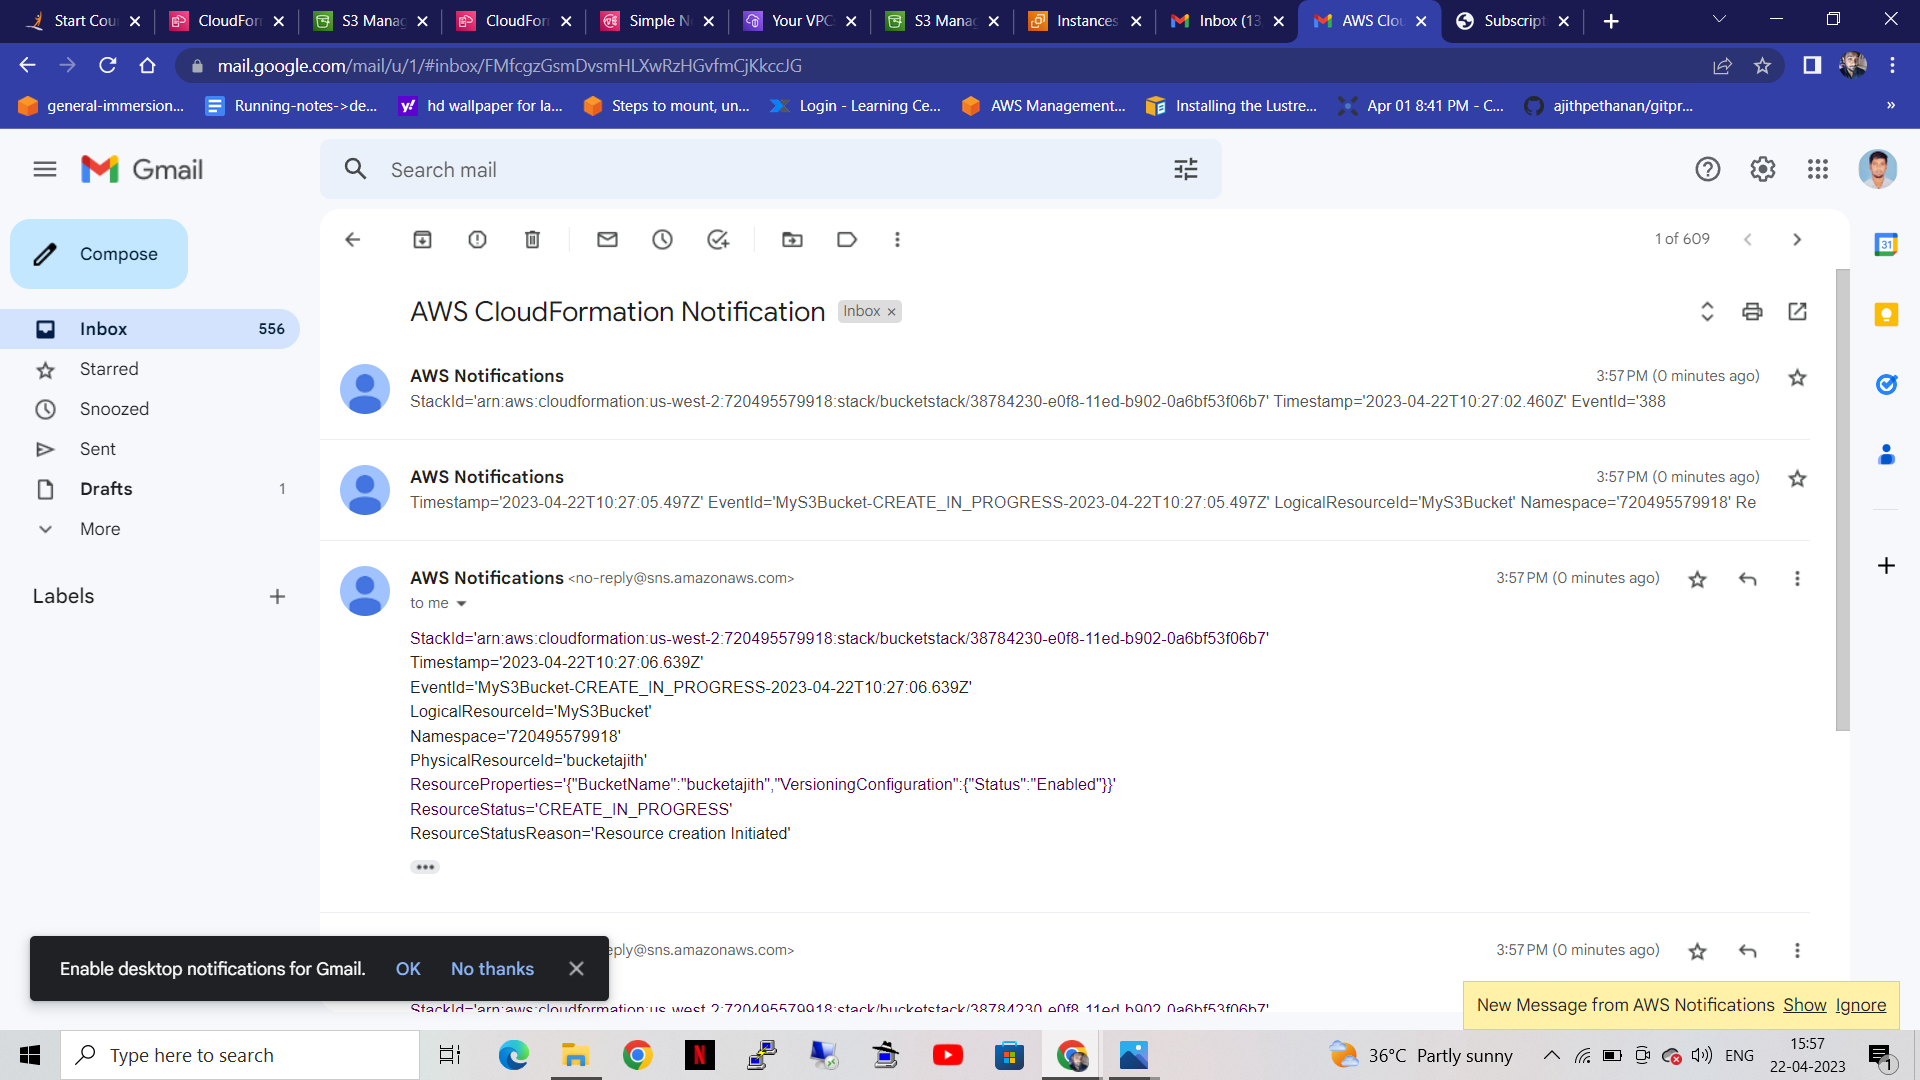 Start Cou
CloudFor
S3 Manag
CloudFor
Simple N
Your VPC
S3 Manag
Instances
Inbox (13
AWS Clou
Subscript
mail.google.com/mail/u/1/#inbox/FMfcgzGsmDvsmHLXwRzHGvfmCjKkccJG
general-immersion...
Running-notes->de...
hd wallpaper for la...
Steps to mount, un...
Login - Learning Ce...
AWS Management...
Installing the Lustre...
Apr 01 8:41 PM - C...
ajithpethanan/gitpr...
»
Gmail
Search mail
Compose
1 of 609
31
AWS CloudFormation Notification
Inbox ×
Inbox 556
Starred
Snoozed
Sent
Drafts 1
More
Labels
AWS Notifications
3:57 PM (0 minutes ago)
StackId='arn:aws:cloudformation:us-west-2:720495579918:stack/bucketstack/38784230-e0f8-11ed-b902-0a6bf53f06b7' Timestamp='2023-04-22T10:27:02.460Z' EventId='388
AWS Notifications
3:57 PM (0 minutes ago)
Timestamp='2023-04-22T10:27:05.497Z' EventId='MyS3Bucket-CREATE_IN_PROGRESS-2023-04-22T10:27:05.497Z' LogicalResourceId='MyS3Bucket' Namespace='720495579918' Re
AWS Notifications <no-reply@sns.amazonaws.com>
3:57 PM (0 minutes ago)
to me
StackId='arn:aws:cloudformation:us-west-2:720495579918:stack/bucketstack/38784230-e0f8-11ed-b902-0a6bf53f06b7'
Timestamp='2023-04-22T10:27:06.639Z'
EventId='MyS3Bucket-CREATE_IN_PROGRESS-2023-04-22T10:27:06.639Z'
LogicalResourceId='MyS3Bucket'
Namespace='720495579918'
PhysicalResourceId='bucketajith'
ResourceProperties='{"BucketName":"bucketajith","VersioningConfiguration":{"Status":"Enabled"}}'
ResourceStatus='CREATE_IN_PROGRESS'
ResourceStatusReason='Resource creation Initiated'
eply@sns.amazonaws.com>
3:57 PM (0 minutes ago)
Enable desktop notifications for Gmail. OK No thanks
StackId='arn:aws:cloudformation:us-west-2:720495579918:stack/bucketstack/38784230-e0f8-11ed-b902-0a6bf53f06b7'
New Message from AWS Notifications Show Ignore
Type here to search
36°C Partly sunny
ENG
15:57
22-04-2023
1